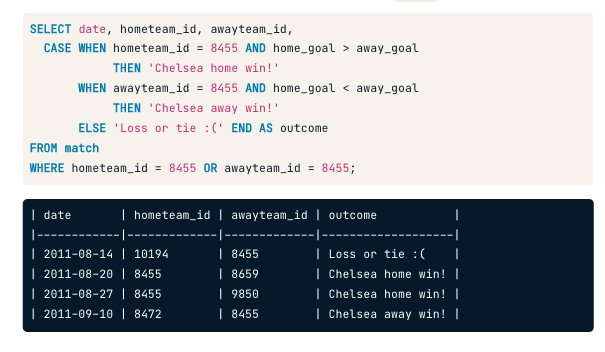 SELECT date, hometeam_id, awayteam_id,
  CASE WHEN hometeam_id = 8455 AND home_goal > away_goal
            THEN 'Chelsea home win!'
       WHEN awayteam_id = 8455 AND home_goal < away_goal
            THEN 'Chelsea away win!'
       ELSE 'Loss or tie :(' END AS outcome
FROM match
WHERE hometeam_id = 8455 OR awayteam_id = 8455;
| date       | hometeam_id | awayteam_id | outcome           |
|------------|-------------|-------------|-------------------|
| 2011-08-14 | 10194       | 8455        | Loss or tie :(    |
| 2011-08-20 | 8455        | 8659        | Chelsea home win! |
| 2011-08-27 | 8455        | 9850        | Chelsea home win! |
| 2011-09-10 | 8472        | 8455        | Chelsea away win! |